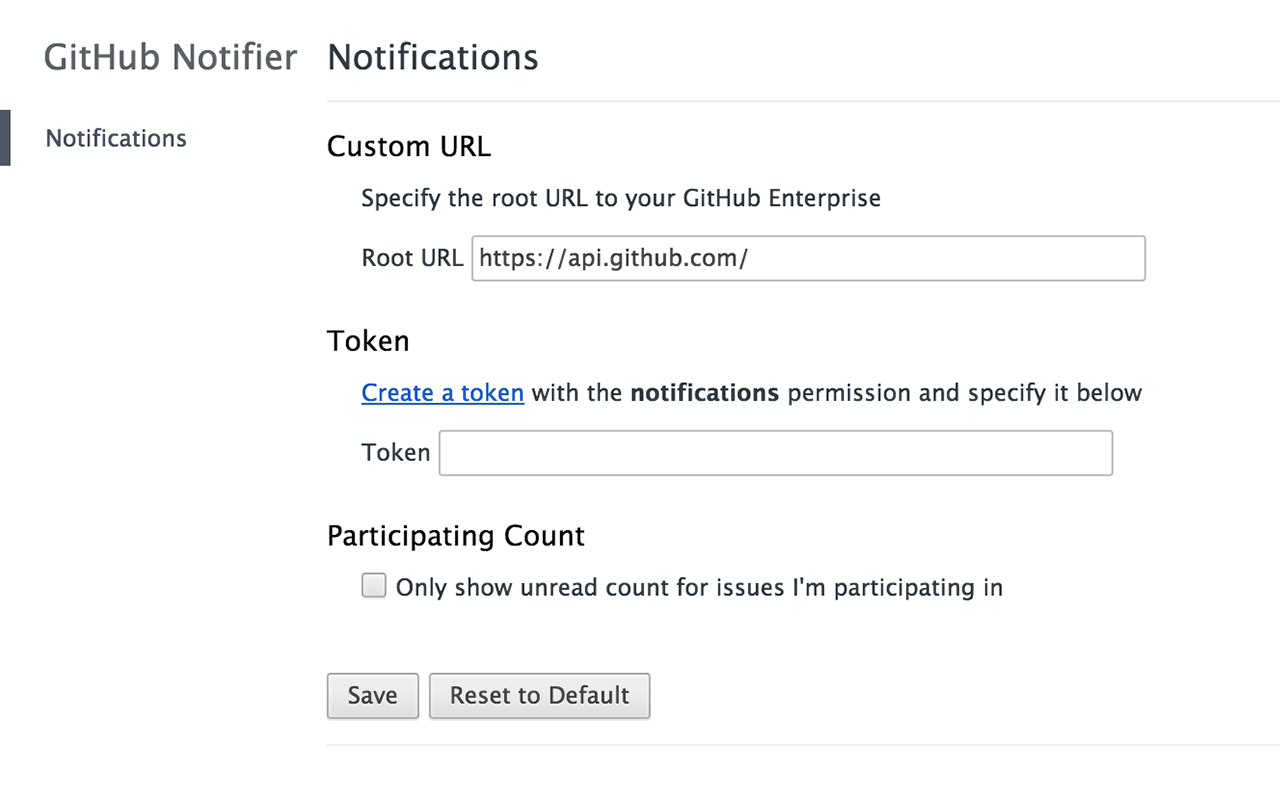 GitHub Notifier
Notifications
Notifications
Custom URL
Specify the root URL to your GitHub Enterprise
Root URL https://api.github.com/
Token
Create a token with the notifications permission and specify it below
Token
Participating Count
Only show unread count for issues I'm participating in
Save Reset to Default